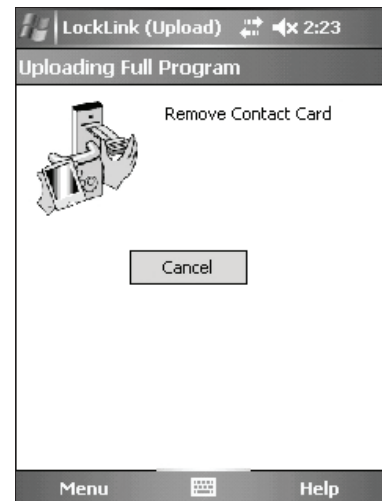 LockLink (Upload) 2:23
Uploading Full Program
Remove Contact Card
Cancel
Menu Help